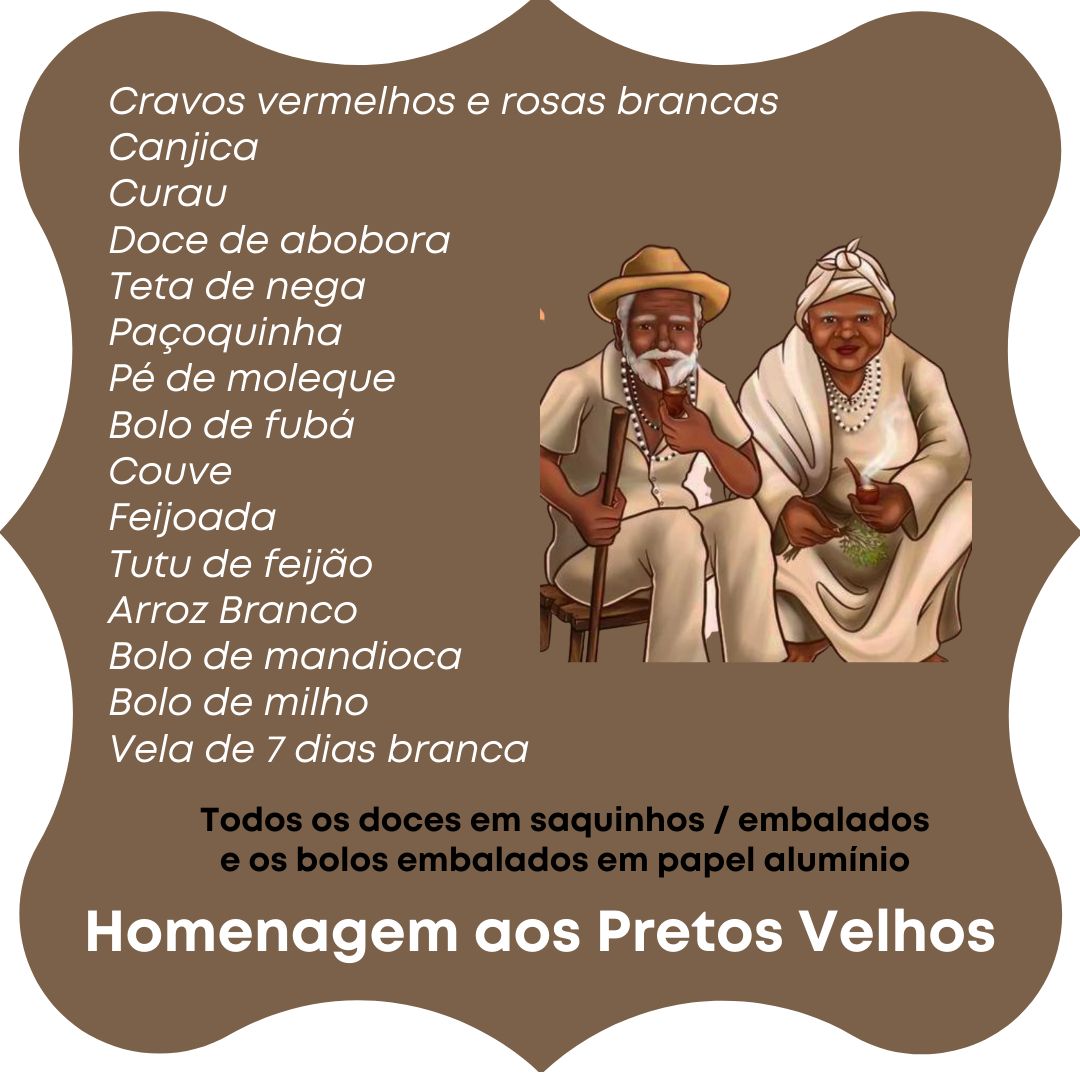 Cravos vermelhos e rosas brancas
Canjica
Curau
Doce de abobora
Teta de nega
Paçoquinha
Pé de moleque
Bolo de fubá
Couve
Feijoada
Tutu de feijão
Arroz Branco
Bolo de mandioca
Bolo de milho
Vela de 7 dias branca
Todos os doces em saquinhos / embalados
e os bolos embalados em papel alumínio
Homenagem aos Pretos Velhos